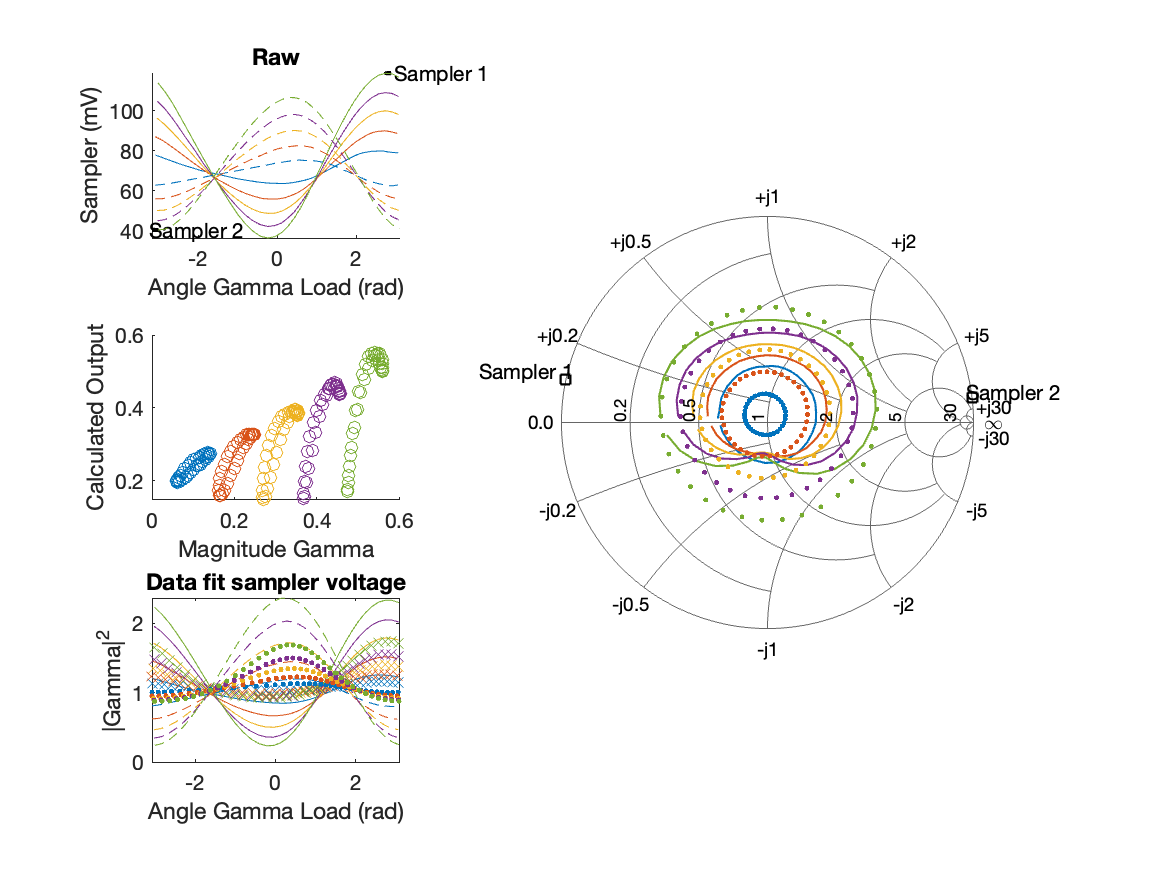 Raw
Sampler 1
Sampler (mV)
100
80
60
40
Sampler 2
-2
0
2
Angle Gamma Load (rad)
Calculated Output
0.6
0.4
0.2
0
0.2
0.4
0.6
Magnitude Gamma
Data fit sampler voltage
|Gamma|2
2
1
0
-2
0
2
Angle Gamma Load (rad)
+j1
+j0.5
+j2
+j0.2
+j5
Sampler 1
Sampler 2
+j30
0.0
0.2
0.5
1
2
5
30
∞
-j30
-j0.2
-j5
-j0.5
-j2
-j1